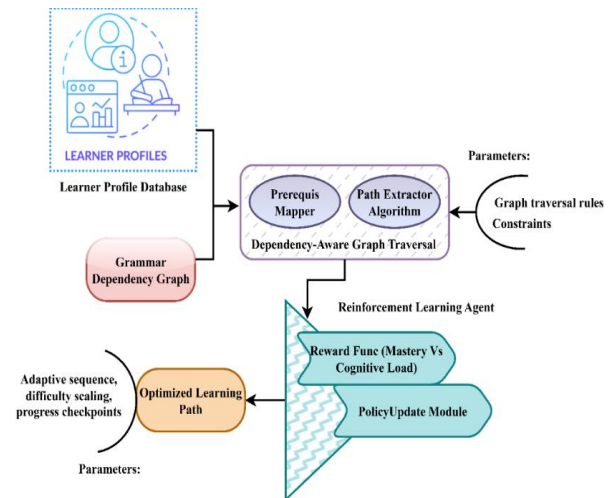 LEARNER PROFILES
Learner Profile Database
Grammar
Dependency Graph
Prerequis
Mapper
Path Extractor
Algorithm
Dependency-Aware Graph Traversal
Parameters:
Graph traversal rules
Constraints
Reinforcement Learning Agent
Reward Func (Mastery Vs
Cognitive Load)
PolicyUpdate Module
Optimized Learning
Path
Adaptive sequence,
difficulty scaling,
progress checkpoints
Parameters: